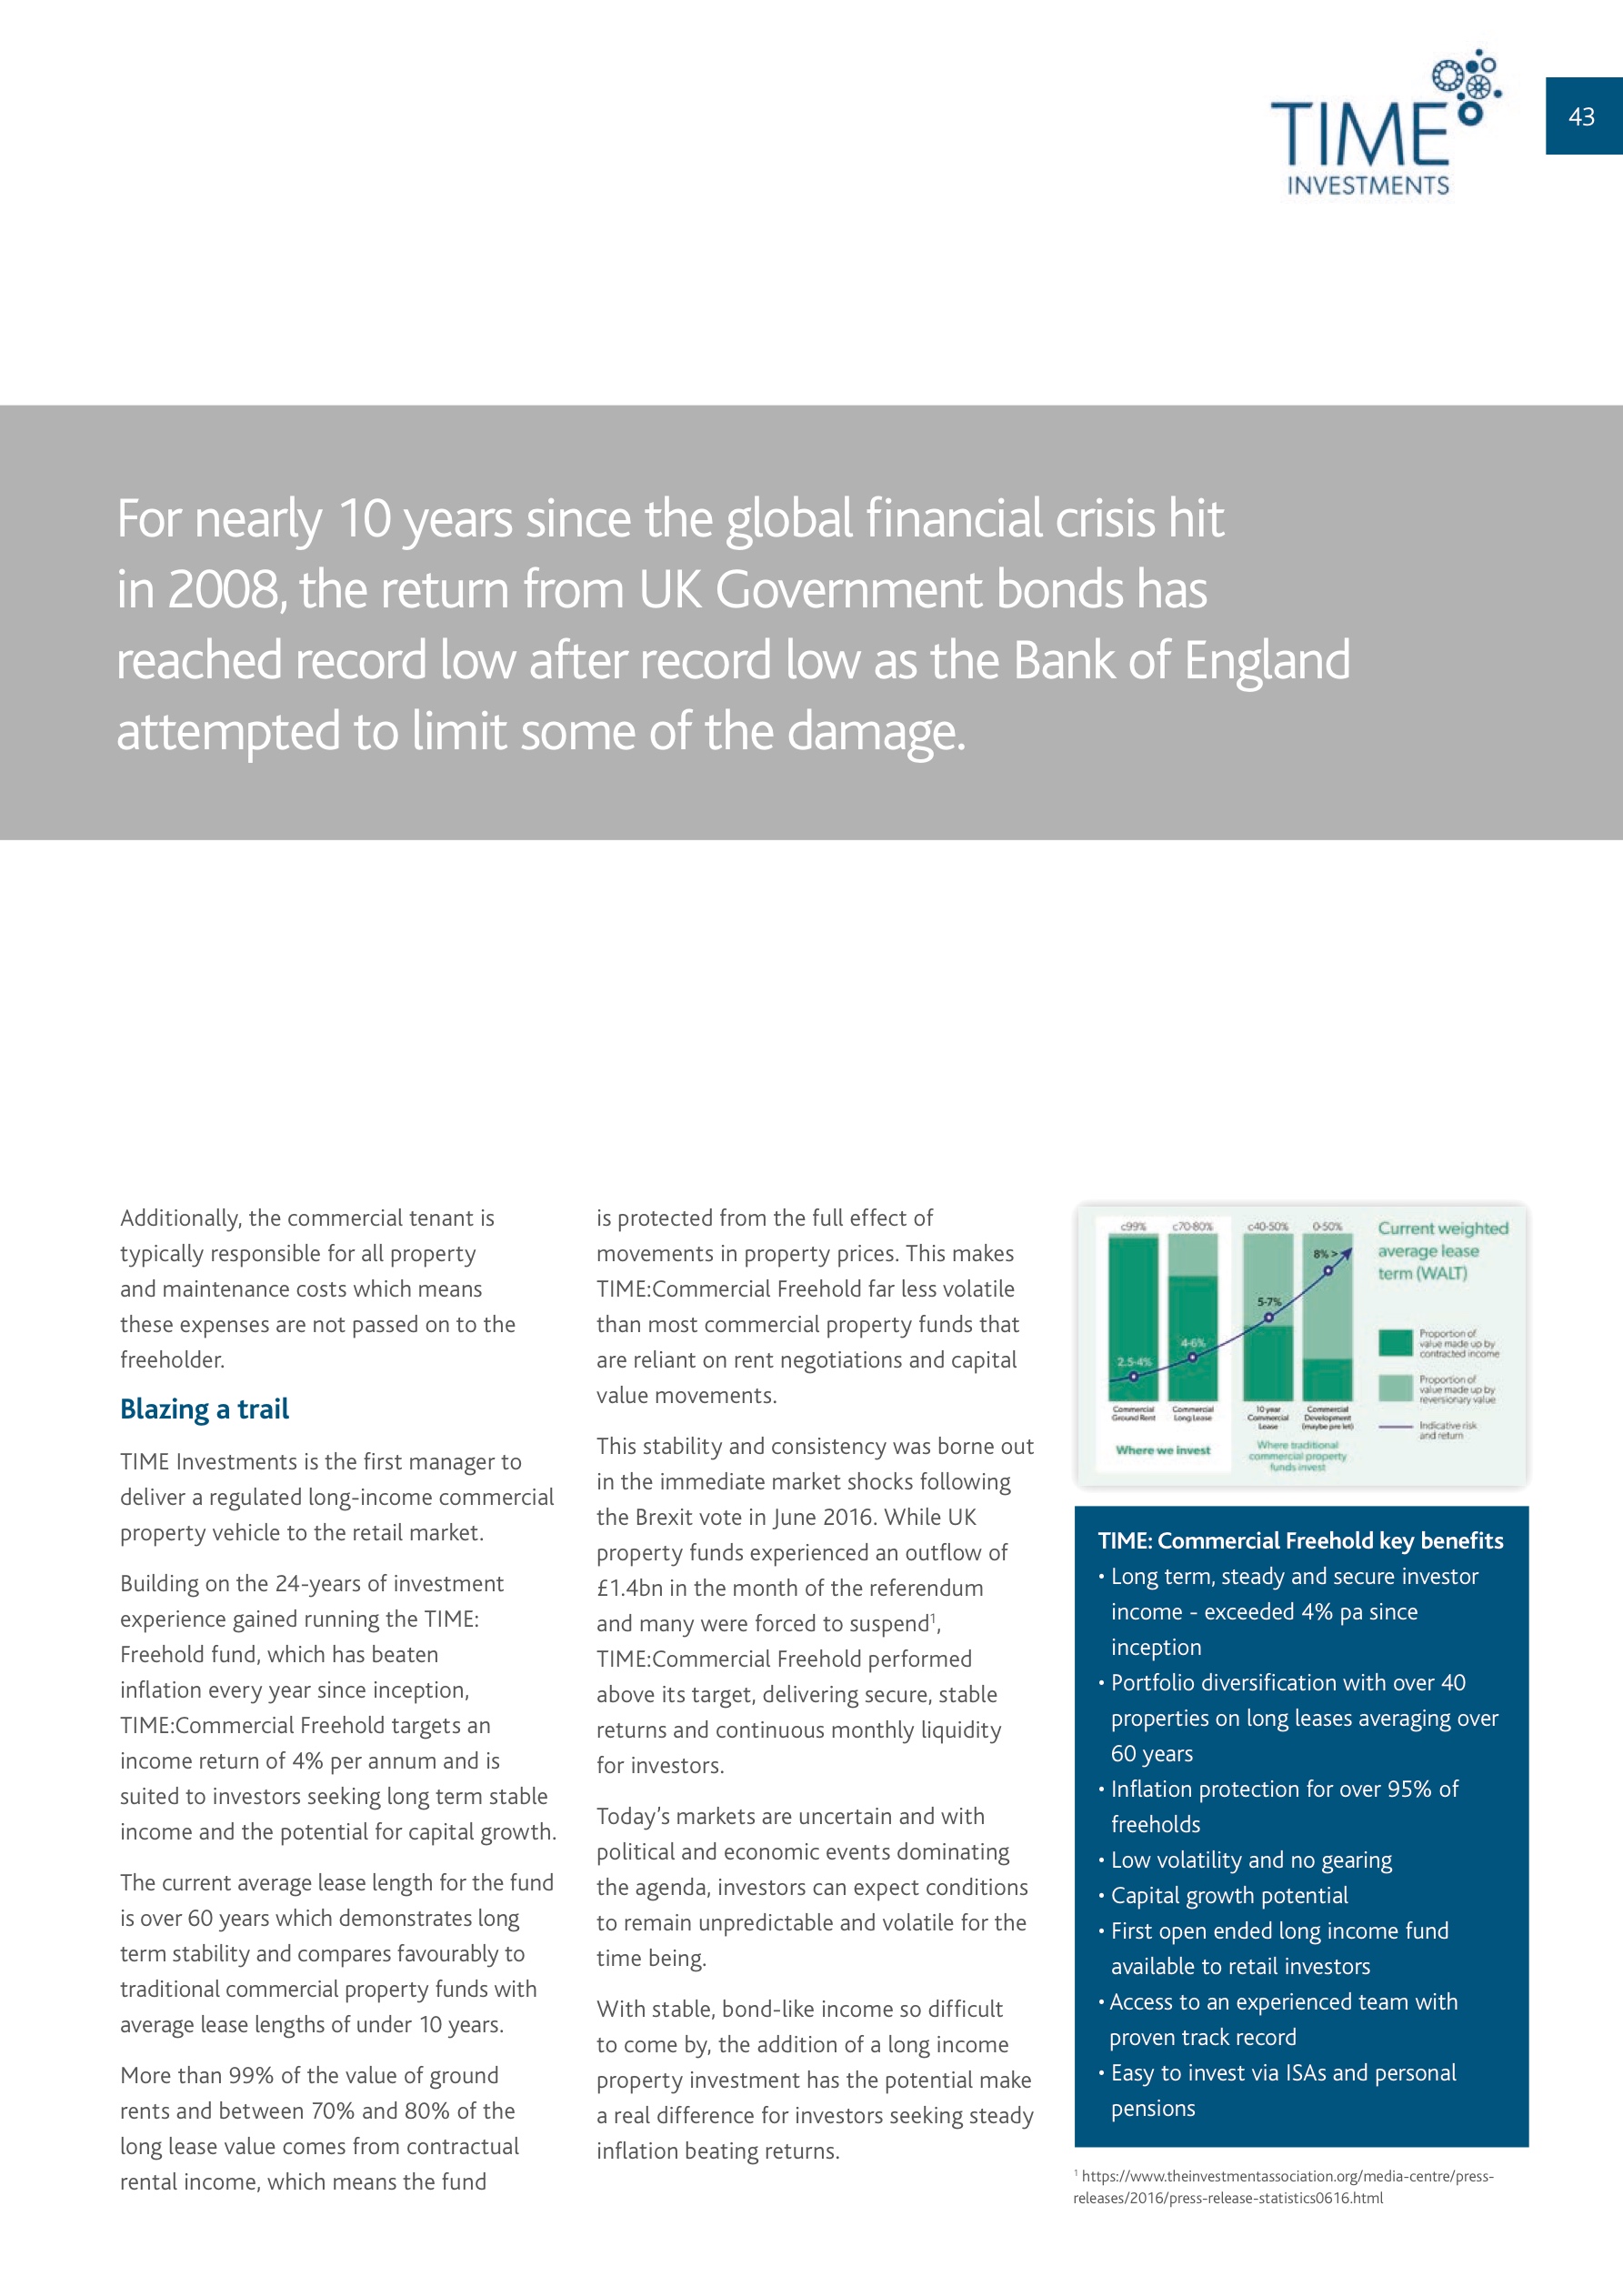 TIME
INVESTMENTS
43
For nearly 10 years since the global financial crisis hit
in 2008, the return from UK Government bonds has
reached record low after record low as the Bank of England
attempted to limit some of the damage.
Additionally, the commercial tenant is
typically responsible for all property
and maintenance costs which means
these expenses are not passed on to the
freeholder.
Blazing a trail
TIME Investments is the first manager to
deliver a regulated long-income commercial
property vehicle to the retail market.
Building on the 24-years of investment
experience gained running the TIME:
Freehold fund, which has beaten
inflation every year since inception,
TIME:Commercial Freehold targets an
income return of 4% per annum and is
suited to investors seeking long term stable
income and the potential for capital growth.
The current average lease length for the fund
is over 60 years which demonstrates long
term stability and compares favourably to
traditional commercial property funds with
average lease lengths of under 10 years.
More than 99% of the value of ground
rents and between 70% and 80% of the
long lease value comes from contractual
rental income, which means the fund
is protected from the full effect of
movements in property prices. This makes
TIME:Commercial Freehold far less volatile
than most commercial property funds that
are reliant on rent negotiations and capital
value movements.
This stability and consistency was borne out
in the immediate market shocks following
the Brexit vote in June 2016. While UK
property funds experienced an outflow of
£1.4bn in the month of the referendum
and many were forced to suspend¹,
TIME:Commercial Freehold performed
above its target, delivering secure, stable
returns and continuous monthly liquidity
for investors.
Today’s markets are uncertain and with
political and economic events dominating
the agenda, investors can expect conditions
to remain unpredictable and volatile for the
time being.
With stable, bond-like income so difficult
to come by, the addition of a long income
property investment has the potential make
a real difference for investors seeking steady
inflation beating returns.
c99% c70-80% c40-50% 0-50%
2.5-4% 4-6% 5-7% 8% >
Commercial
Ground Rent
Commercial
Long Lease
10 year
Commercial
Lease
Commercial
Development
(maybe pre let)
Where we invest
Where traditional
commercial property
funds invest
Current weighted
average lease
term (WALT)
Proportion of
value made up by
contracted income
Proportion of
value made up by
reversionary value
Indicative risk
and return
TIME: Commercial Freehold key benefits
• Long term, steady and secure investor
income - exceeded 4% pa since
inception
• Portfolio diversification with over 40
properties on long leases averaging over
60 years
• Inflation protection for over 95% of
freeholds
• Low volatility and no gearing
• Capital growth potential
• First open ended long income fund
available to retail investors
• Access to an experienced team with
proven track record
• Easy to invest via ISAs and personal
pensions
¹ https://www.theinvestmentassociation.org/media-centre/press-
releases/2016/press-release-statistics0616.html